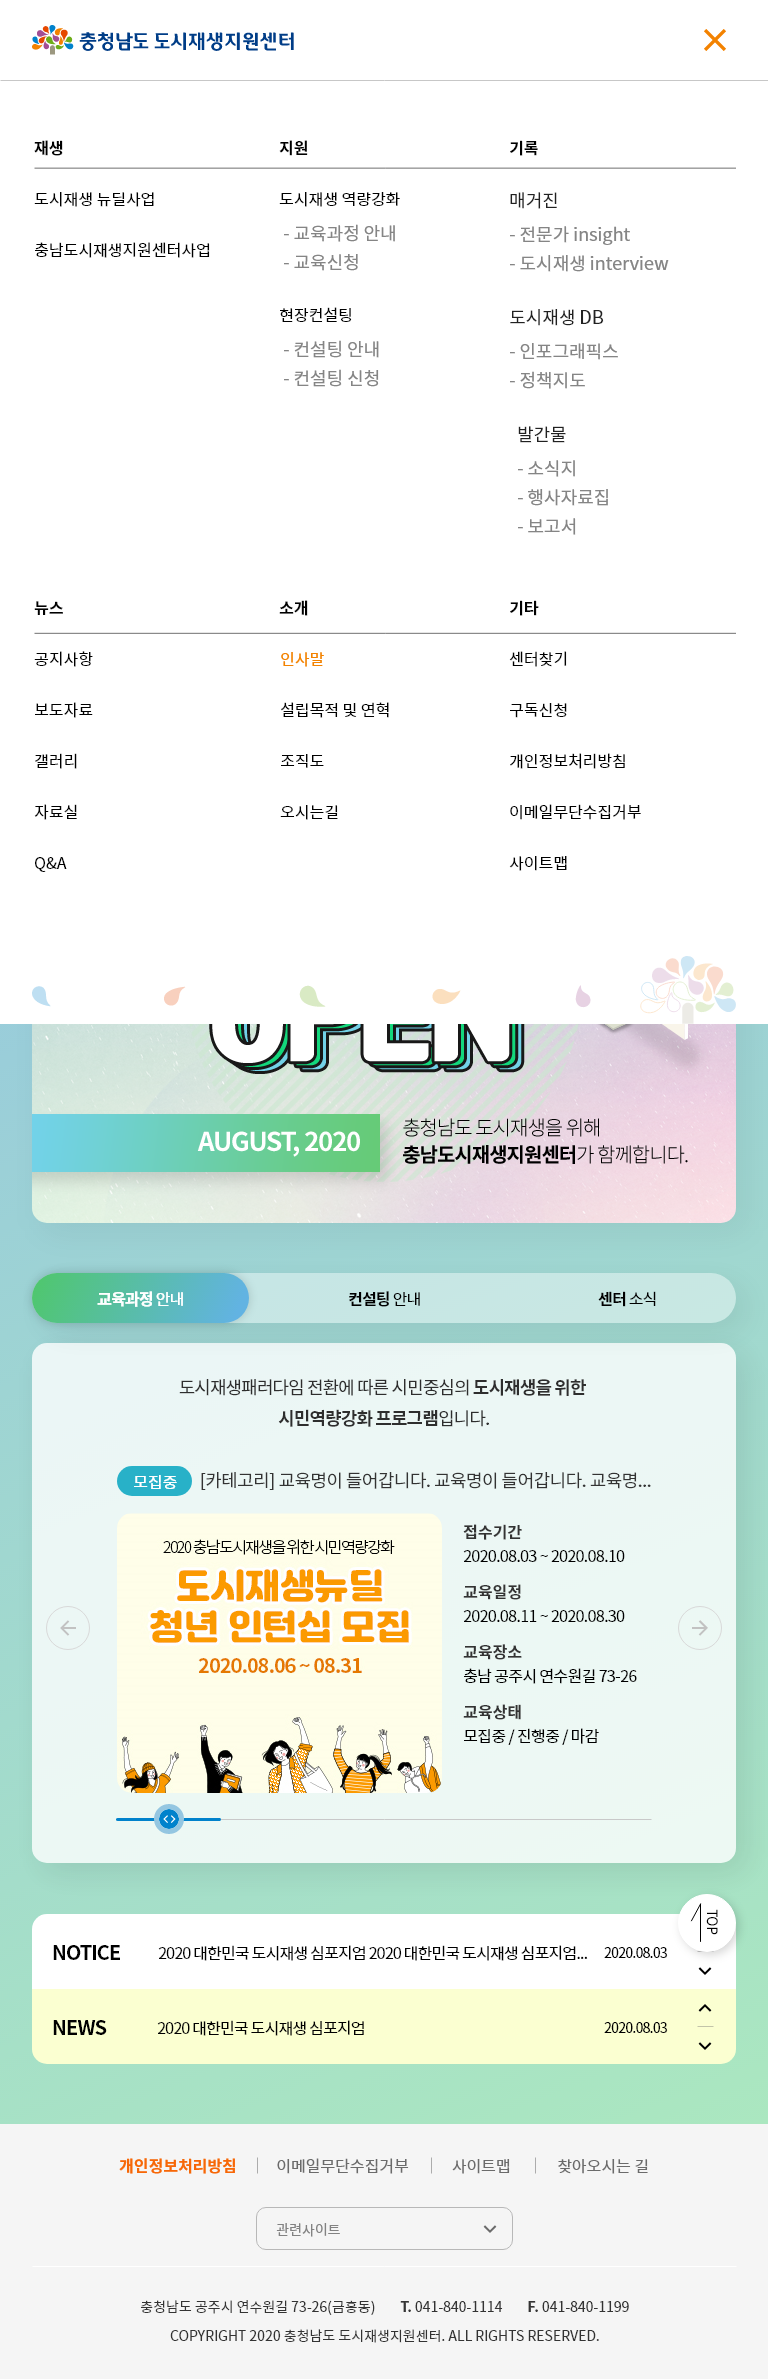 충청남도 도시재생지원센터
재생
지원
기록
도시재생 뉴딜사업
충남도시재생지원센터사업
도시재생 역량강화
- 교육과정 안내
- 교육신청
현장컨설팅
- 컨설팅 안내
- 컨설팅 신청
매거진
- 전문가 insight
- 도시재생 interview
도시재생 DB
- 인포그래픽스
- 정책지도
발간물
- 소식지
- 행사자료집
- 보고서
뉴스
소개
기타
공지사항
보도자료
갤러리
자료실
Q&A
인사말
설립목적 및 연혁
조직도
오시는길
센터찾기
구독신청
개인정보처리방침
이메일무단수집거부
사이트맵
OPEN
AUGUST, 2020
충청남도 도시재생을 위해
충남도시재생지원센터가 함께합니다.
교육과정 안내
컨설팅 안내
센터 소식
도시재생패러다임 전환에 따른 시민중심의 도시재생을 위한
시민역량강화 프로그램입니다.
모집중 [카테고리] 교육명이 들어갑니다. 교육명이 들어갑니다. 교육명...
2020 충남도시재생을 위한 시민역량강화
도시재생뉴딜
청년 인턴십 모집
2020.08.06 ~ 08.31
접수기간
2020.08.03 ~ 2020.08.10
교육일정
2020.08.11 ~ 2020.08.30
교육장소
충남 공주시 연수원길 73-26
교육상태
모집중 / 진행중 / 마감
TOP
NOTICE 2020 대한민국 도시재생 심포지엄 2020 대한민국 도시재생 심포지엄... 2020.08.03
NEWS 2020 대한민국 도시재생 심포지엄 2020.08.03
개인정보처리방침 이메일무단수집거부 사이트맵 찾아오시는 길
관련사이트
충청남도 공주시 연수원길 73-26(금흥동) T. 041-840-1114 F. 041-840-1199
COPYRIGHT 2020 충청남도 도시재생지원센터. ALL RIGHTS RESERVED.